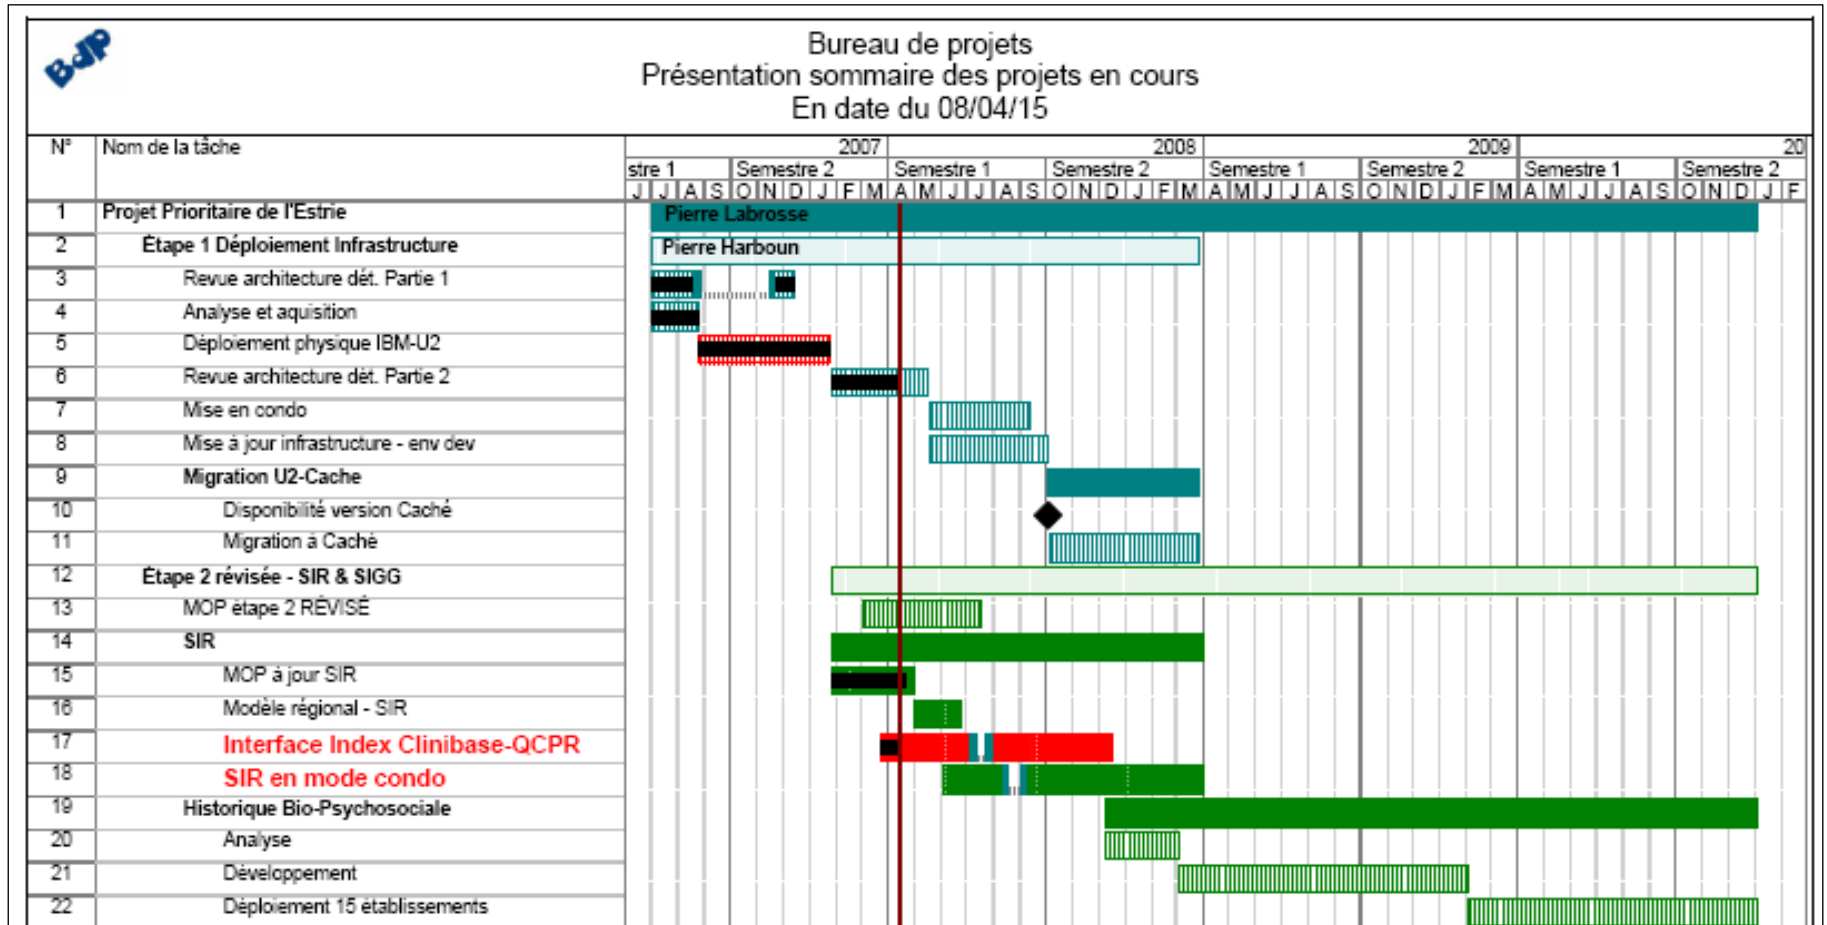 BdJP
Bureau de projets
Présentation sommaire des projets en cours
En date du 08/04/15
N° Nom de la tâche 2007 2008 2009 20
stre 1 Semestre 2 Semestre 1 Semestre 2 Semestre 1 Semestre 2 Semestre 1 Semestre 2
J J A S O N D J F M A M J J A S O N D J F M A M J J A S O N D J F M A M J J A S O N D J F
1 Projet Prioritaire de l'Estrie Pierre Labrosse
2 Étape 1 Déploiement Infrastructure Pierre Harboun
3 Revue architecture dét. Partie 1
4 Analyse et aquisition
5 Déploiement physique IBM-U2
6 Revue architecture dét. Partie 2
7 Mise en condo
8 Mise à jour infrastructure - env dev
9 Migration U2-Cache
10 Disponibilité version Caché
11 Migration à Caché
12 Étape 2 révisée - SIR & SIGG
13 MOP étape 2 RÉVISÉ
14 SIR
15 MOP à jour SIR
16 Modèle régional - SIR
17 Interface Index Clinibase-QCPR
18 SIR en mode condo
19 Historique Bio-Psychosociale
20 Analyse
21 Développement
22 Déploiement 15 établissements